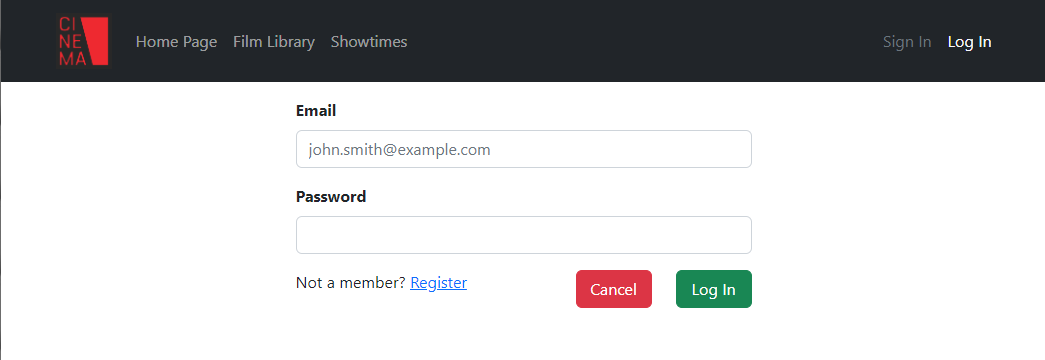 CI
NE
MA
Home Page Film Library Showtimes Sign In Log In
Email
john.smith@example.com
Password
Not a member? Register Cancel Log In